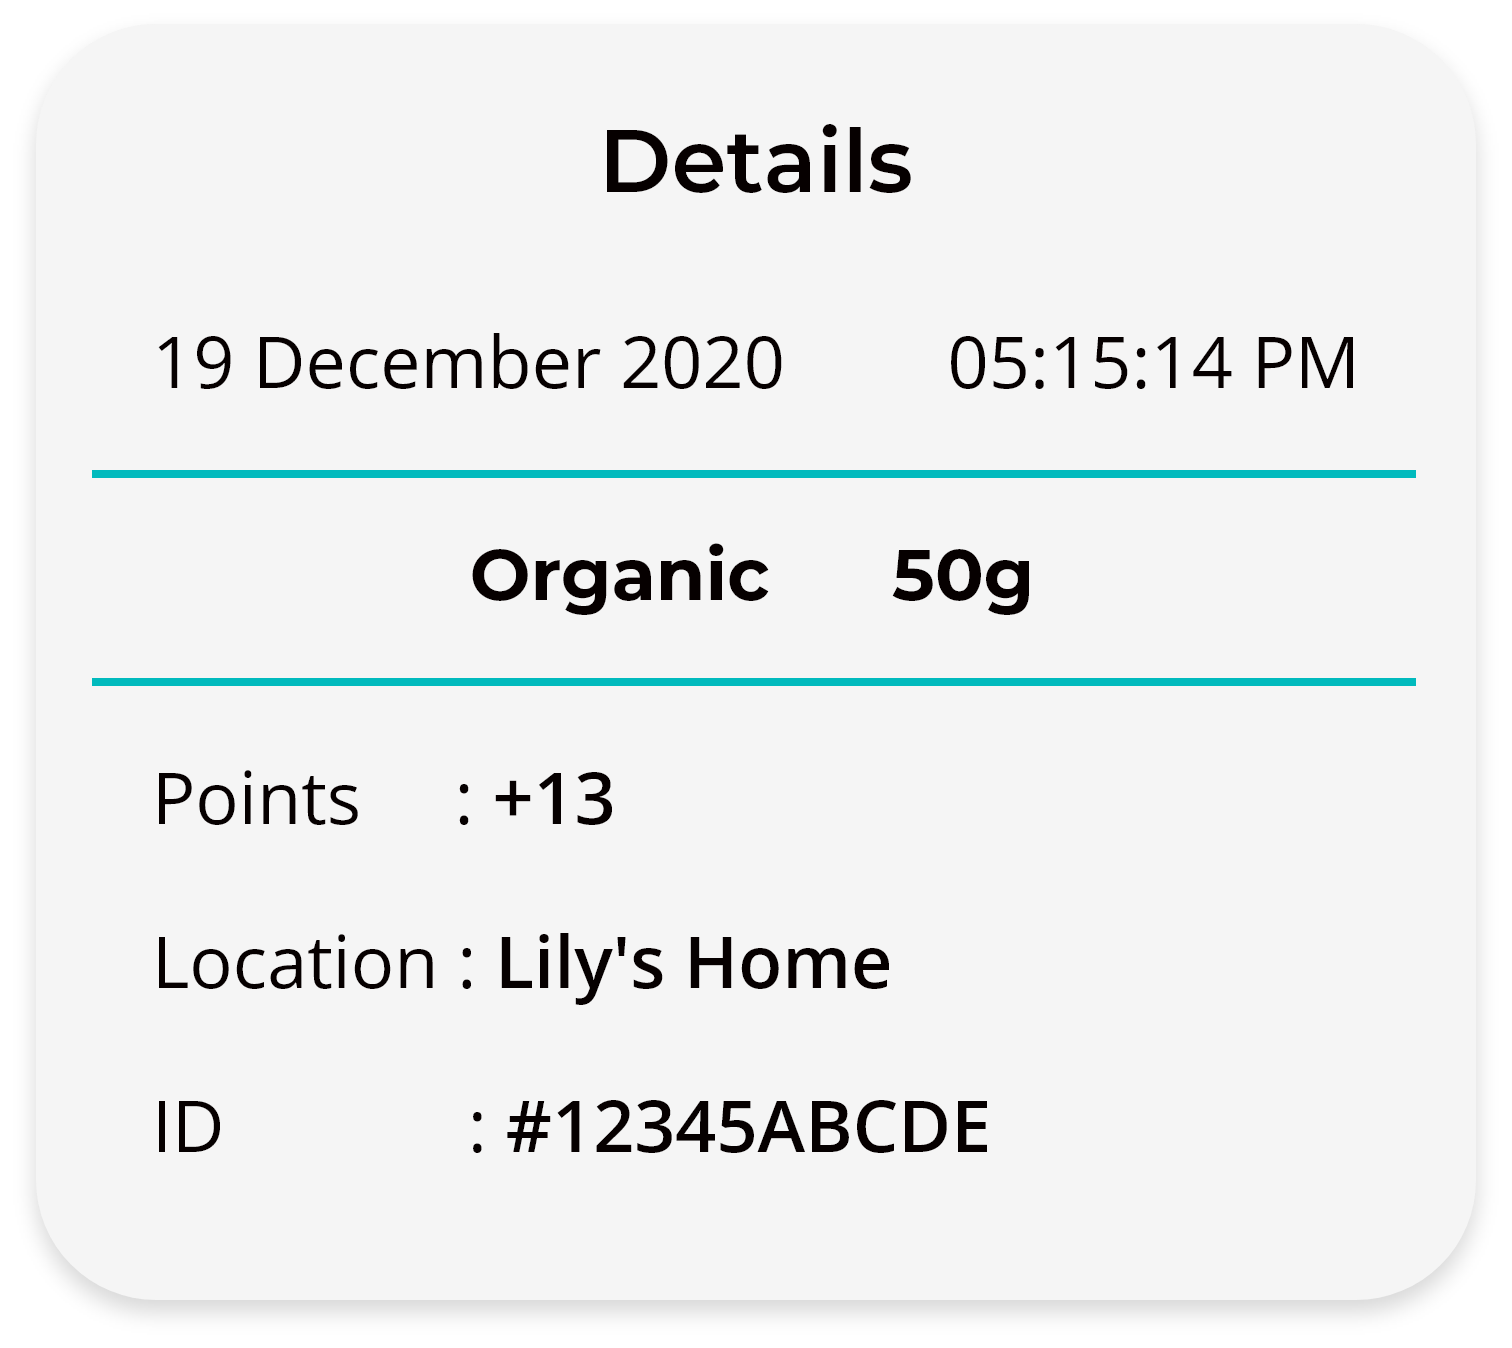 Details
19 December 2020 05:15:14 PM
Organic 50g
Points : +13
Location : Lily's Home
ID : #12345ABCDE